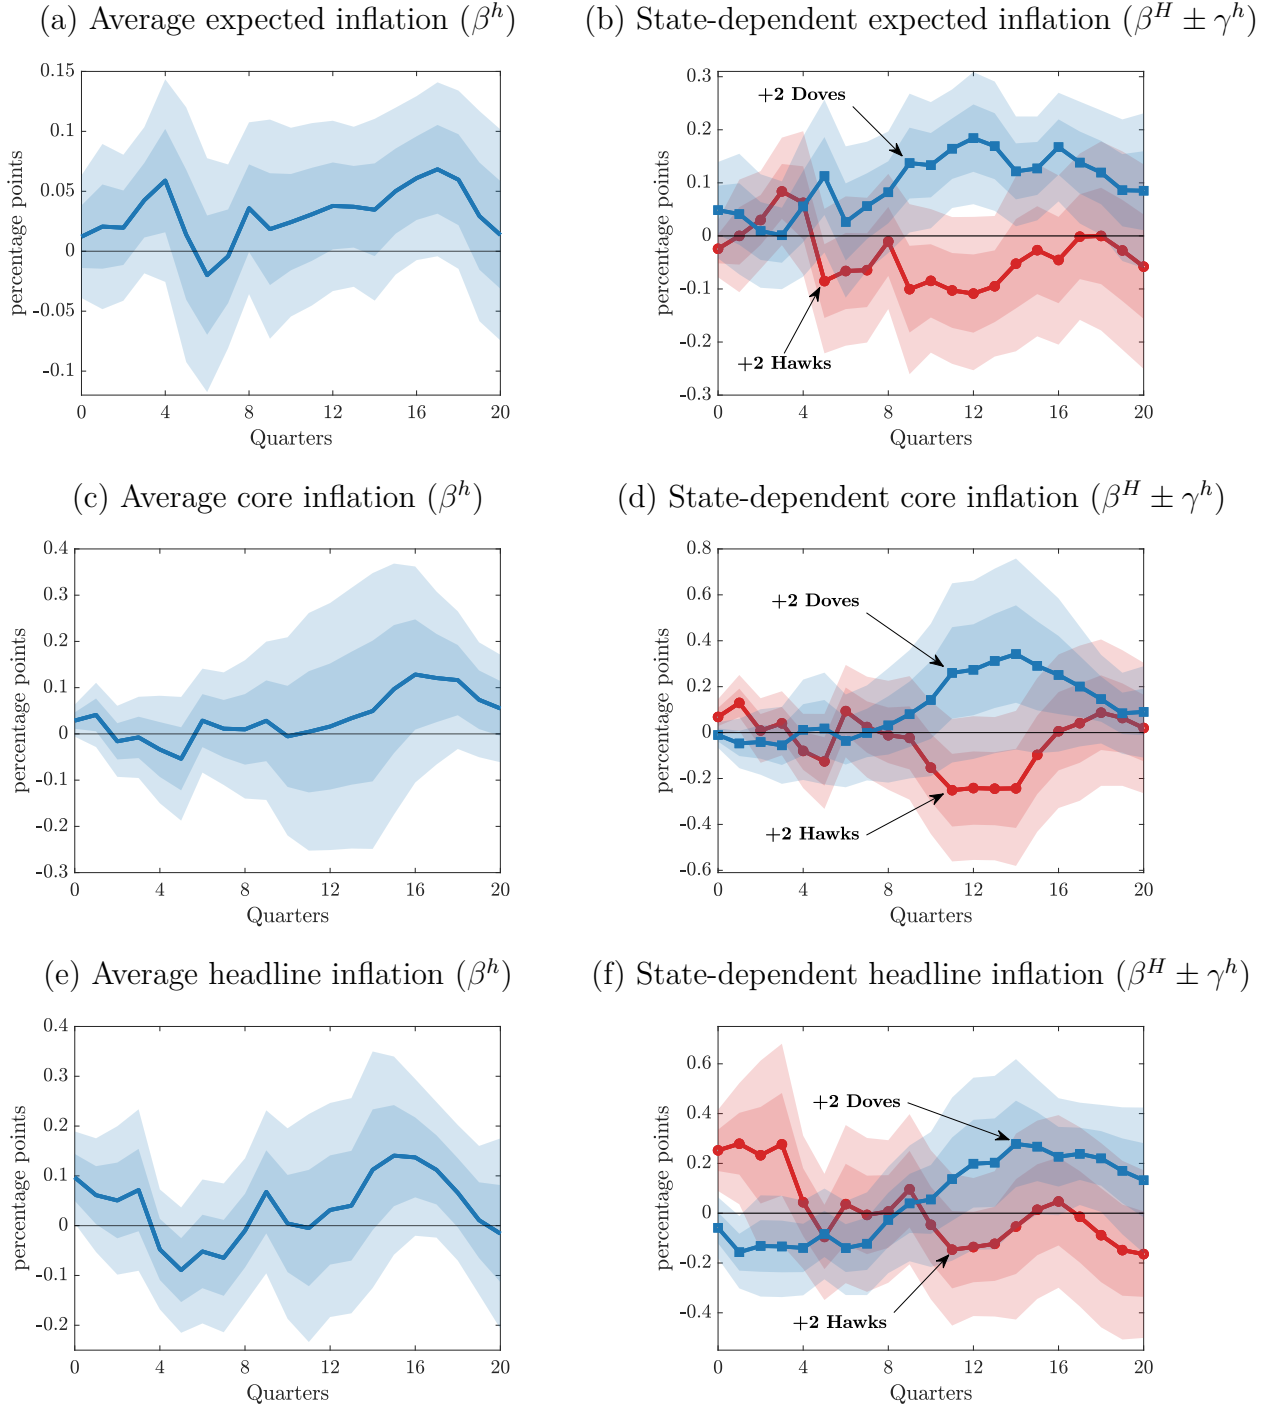 (a) Average expected inflation (β^h)
0.15
0.1
0.05
0
-0.05
-0.1
percentage points
0 4 8 12 16 20
Quarters
(b) State-dependent expected inflation (β^H ± γ^h)
0.3
0.2
0.1
0
-0.1
-0.2
-0.3
percentage points
+2 Doves
+2 Hawks
0 4 8 12 16 20
Quarters
(c) Average core inflation (β^h)
0.4
0.3
0.2
0.1
0
-0.1
-0.2
-0.3
percentage points
0 4 8 12 16 20
Quarters
(d) State-dependent core inflation (β^H ± γ^h)
0.8
0.6
0.4
0.2
0
-0.2
-0.4
-0.6
percentage points
+2 Doves
+2 Hawks
0 4 8 12 16 20
Quarters
(e) Average headline inflation (β^h)
0.4
0.3
0.2
0.1
0
-0.1
-0.2
percentage points
0 4 8 12 16 20
Quarters
(f) State-dependent headline inflation (β^H ± γ^h)
0.6
0.4
0.2
0
-0.2
-0.4
percentage points
+2 Doves
+2 Hawks
0 4 8 12 16 20
Quarters